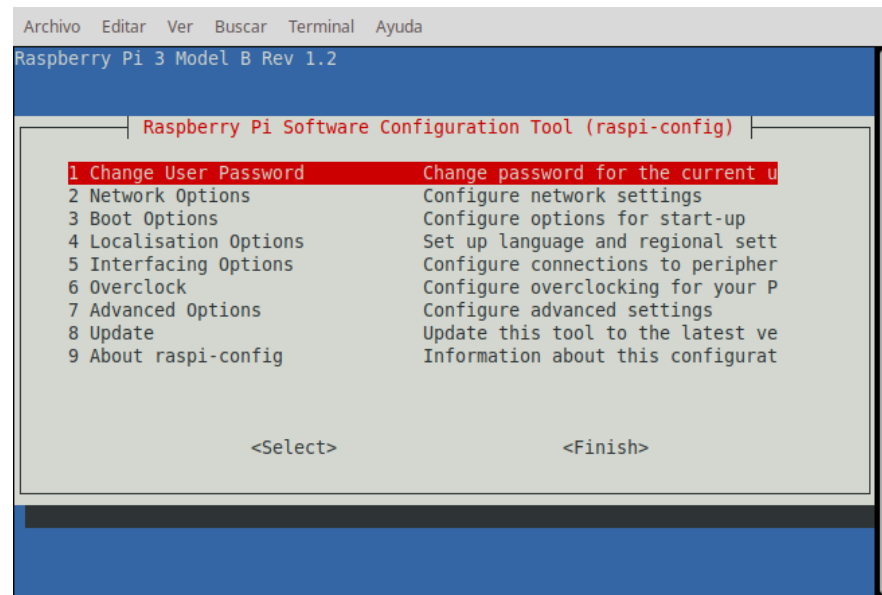 Archivo Editar Ver Buscar Terminal Ayuda
Raspberry Pi 3 Model B Rev 1.2
Raspberry Pi Software Configuration Tool (raspi-config)
1 Change User Password Change password for the current u
2 Network Options Configure network settings
3 Boot Options Configure options for start-up
4 Localisation Options Set up language and regional sett
5 Interfacing Options Configure connections to peripher
6 Overclock Configure overclocking for your P
7 Advanced Options Configure advanced settings
8 Update Update this tool to the latest ve
9 About raspi-config Information about this configurat
<Select> <Finish>